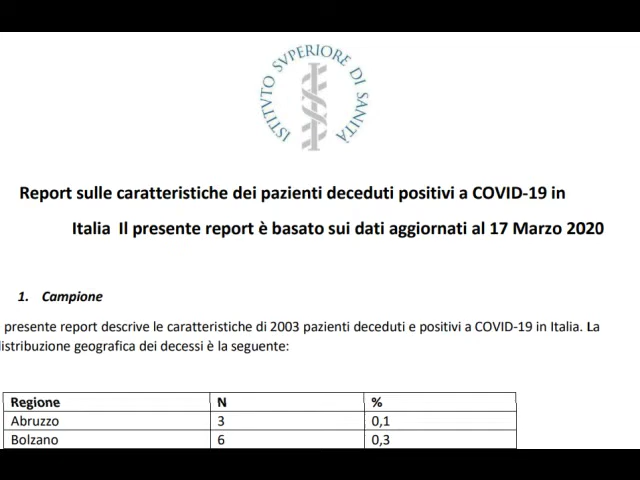 ISTITVTO SVPERIORE DI SANITÀ
Report sulle caratteristiche dei pazienti deceduti positivi a COVID-19 in
Italia Il presente report è basato sui dati aggiornati al 17 Marzo 2020
1. Campione
presente report descrive le caratteristiche di 2003 pazienti deceduti e positivi a COVID-19 in Italia. La
distribuzione geografica dei decessi è la seguente:
Regione N %
Abruzzo 3 0,1
Bolzano 6 0,3